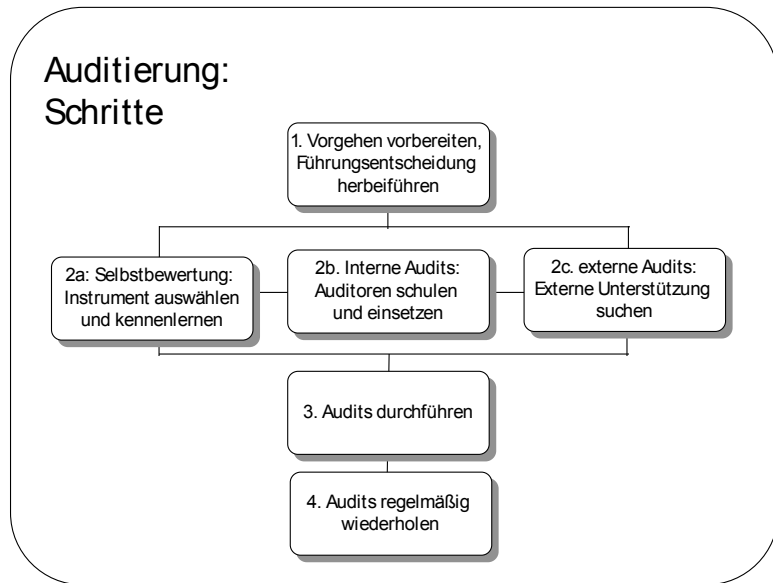 Auditierung:
Schritte
1. Vorgehen vorbereiten,
Führungsentscheidung
herbeiführen
2a: Selbstbewertung:
Instrument auswählen
und kennenlernen
2b. Interne Audits:
Auditoren schulen
und einsetzen
2c. externe Audits:
Externe Unterstützung
suchen
3. Audits durchführen
4. Audits regelmäßig
wiederholen